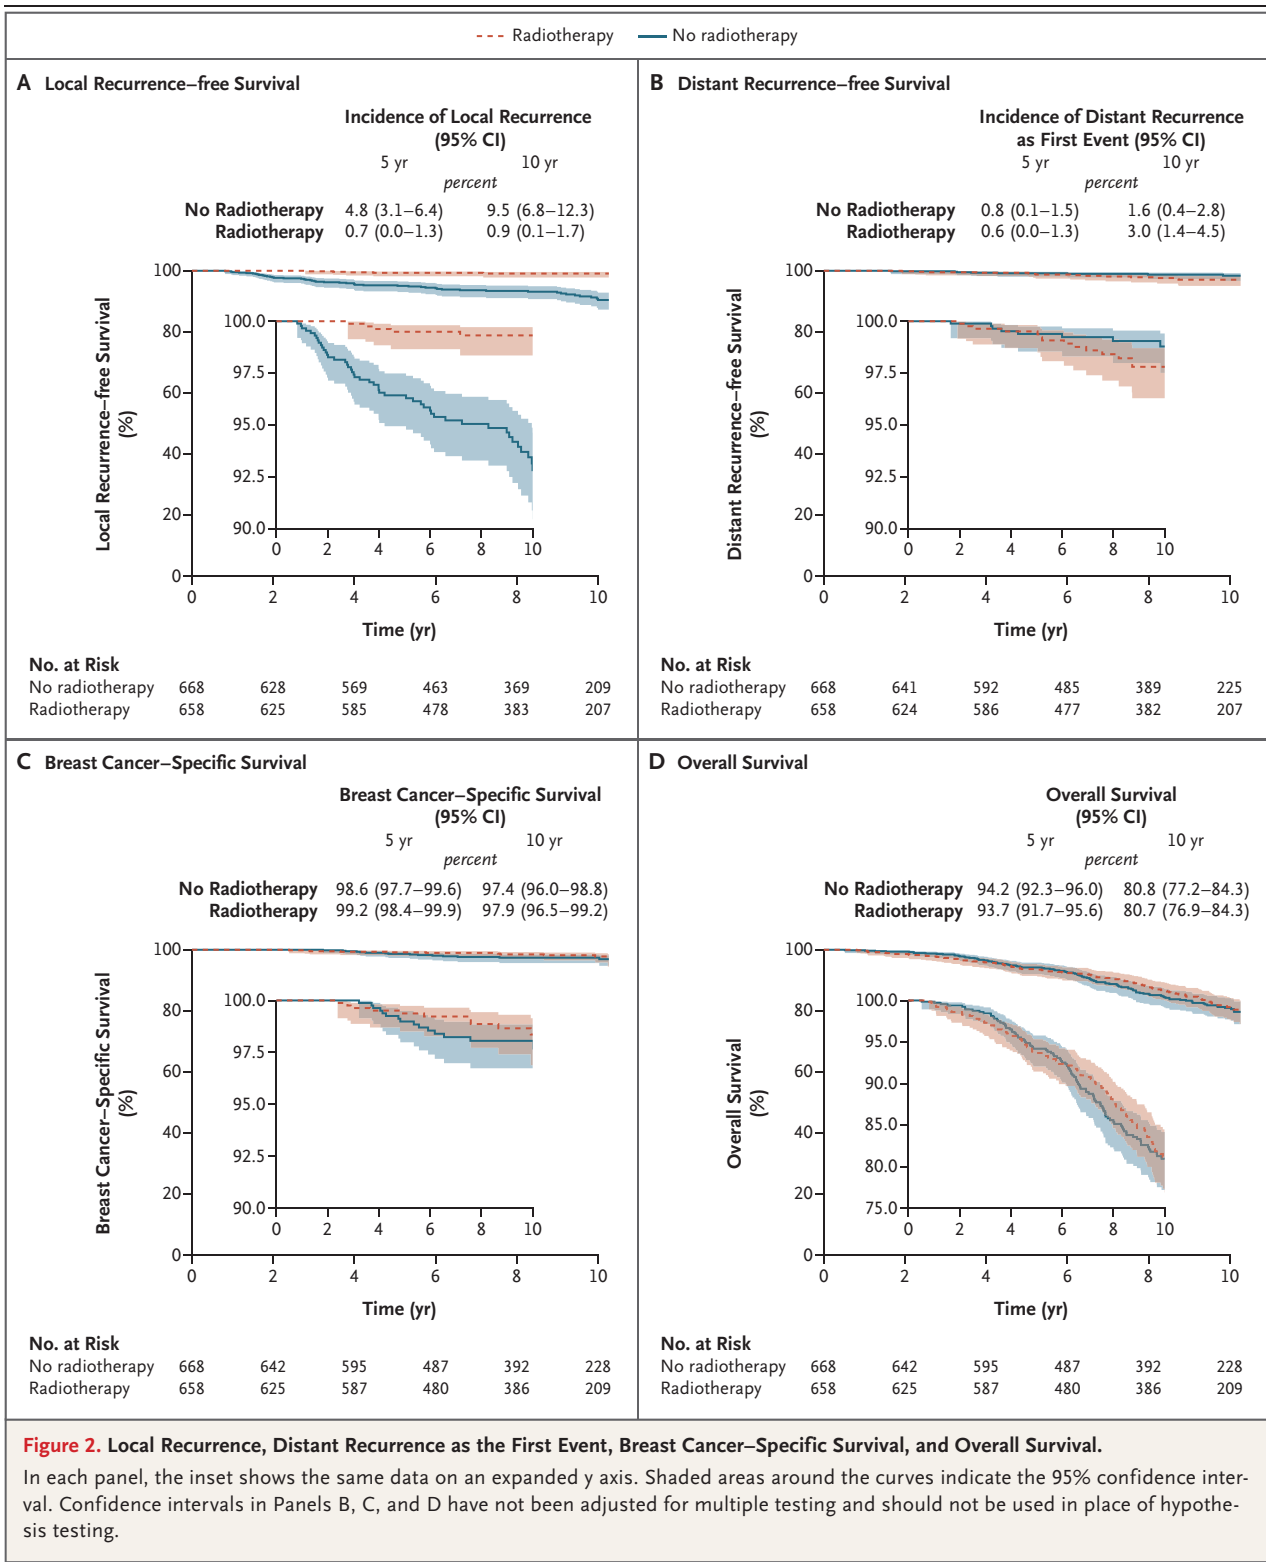 Radiotherapy No radiotherapy
A Local Recurrence–free Survival
Incidence of Local Recurrence
(95% CI)
5 yr 10 yr
percent
No Radiotherapy 4.8 (3.1–6.4) 9.5 (6.8–12.3)
Radiotherapy 0.7 (0.0–1.3) 0.9 (0.1–1.7)
Local Recurrence–free Survival
(%)
100
80
60
40
20
0
100.0
97.5
95.0
92.5
90.0
0 2 4 6 8 10
0 2 4 6 8 10
Time (yr)
No. at Risk
No radiotherapy 668 628 569 463 369 209
Radiotherapy 658 625 585 478 383 207
B Distant Recurrence–free Survival
Incidence of Distant Recurrence
as First Event (95% CI)
5 yr 10 yr
percent
No Radiotherapy 0.8 (0.1–1.5) 1.6 (0.4–2.8)
Radiotherapy 0.6 (0.0–1.3) 3.0 (1.4–4.5)
Distant Recurrence–free Survival
(%)
100
80
60
40
20
0
100.0
97.5
95.0
92.5
90.0
0 2 4 6 8 10
0 2 4 6 8 10
Time (yr)
No. at Risk
No radiotherapy 668 641 592 485 389 225
Radiotherapy 658 624 586 477 382 207
C Breast Cancer–Specific Survival
Breast Cancer–Specific Survival
(95% CI)
5 yr 10 yr
percent
No Radiotherapy 98.6 (97.7–99.6) 97.4 (96.0–98.8)
Radiotherapy 99.2 (98.4–99.9) 97.9 (96.5–99.2)
Breast Cancer–Specific Survival
(%)
100
80
60
40
20
0
100.0
97.5
95.0
92.5
90.0
0 2 4 6 8 10
0 2 4 6 8 10
Time (yr)
No. at Risk
No radiotherapy 668 642 595 487 392 228
Radiotherapy 658 625 587 480 386 209
D Overall Survival
Overall Survival
(95% CI)
5 yr 10 yr
percent
No Radiotherapy 94.2 (92.3–96.0) 80.8 (77.2–84.3)
Radiotherapy 93.7 (91.7–95.6) 80.7 (76.9–84.3)
Overall Survival
(%)
100
80
60
40
20
0
100.0
95.0
90.0
85.0
80.0
75.0
0 2 4 6 8 10
0 2 4 6 8 10
Time (yr)
No. at Risk
No radiotherapy 668 642 595 487 392 228
Radiotherapy 658 625 587 480 386 209
Figure 2. Local Recurrence, Distant Recurrence as the First Event, Breast Cancer–Specific Survival, and Overall Survival.
In each panel, the inset shows the same data on an expanded y axis. Shaded areas around the curves indicate the 95% confidence inter-
val. Confidence intervals in Panels B, C, and D have not been adjusted for multiple testing and should not be used in place of hypothe-
sis testing.